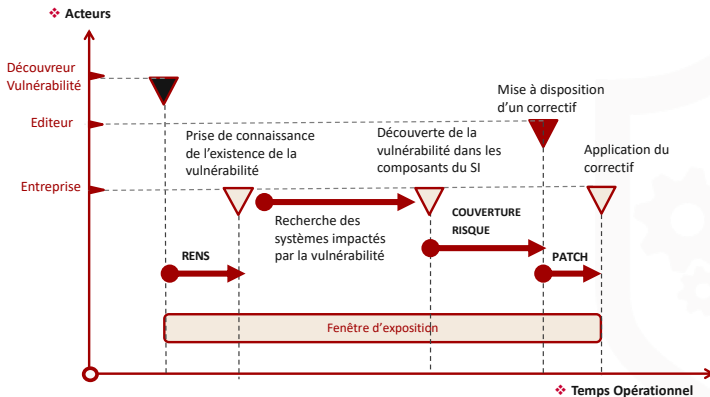 ❖ Acteurs
Découvreur
Vulnérabilité
Editeur
Entreprise
Mise à disposition
d'un correctif
Prise de connaissance
de l'existence de la
vulnérabilité
Découverte de la
vulnérabilité dans les
composants du SI
Application du
correctif
Recherche des
systèmes impactés
par la vulnérabilité
COUVERTURE
RISQUE
RENS
PATCH
Fenêtre d'exposition
❖ Temps Opérationnel